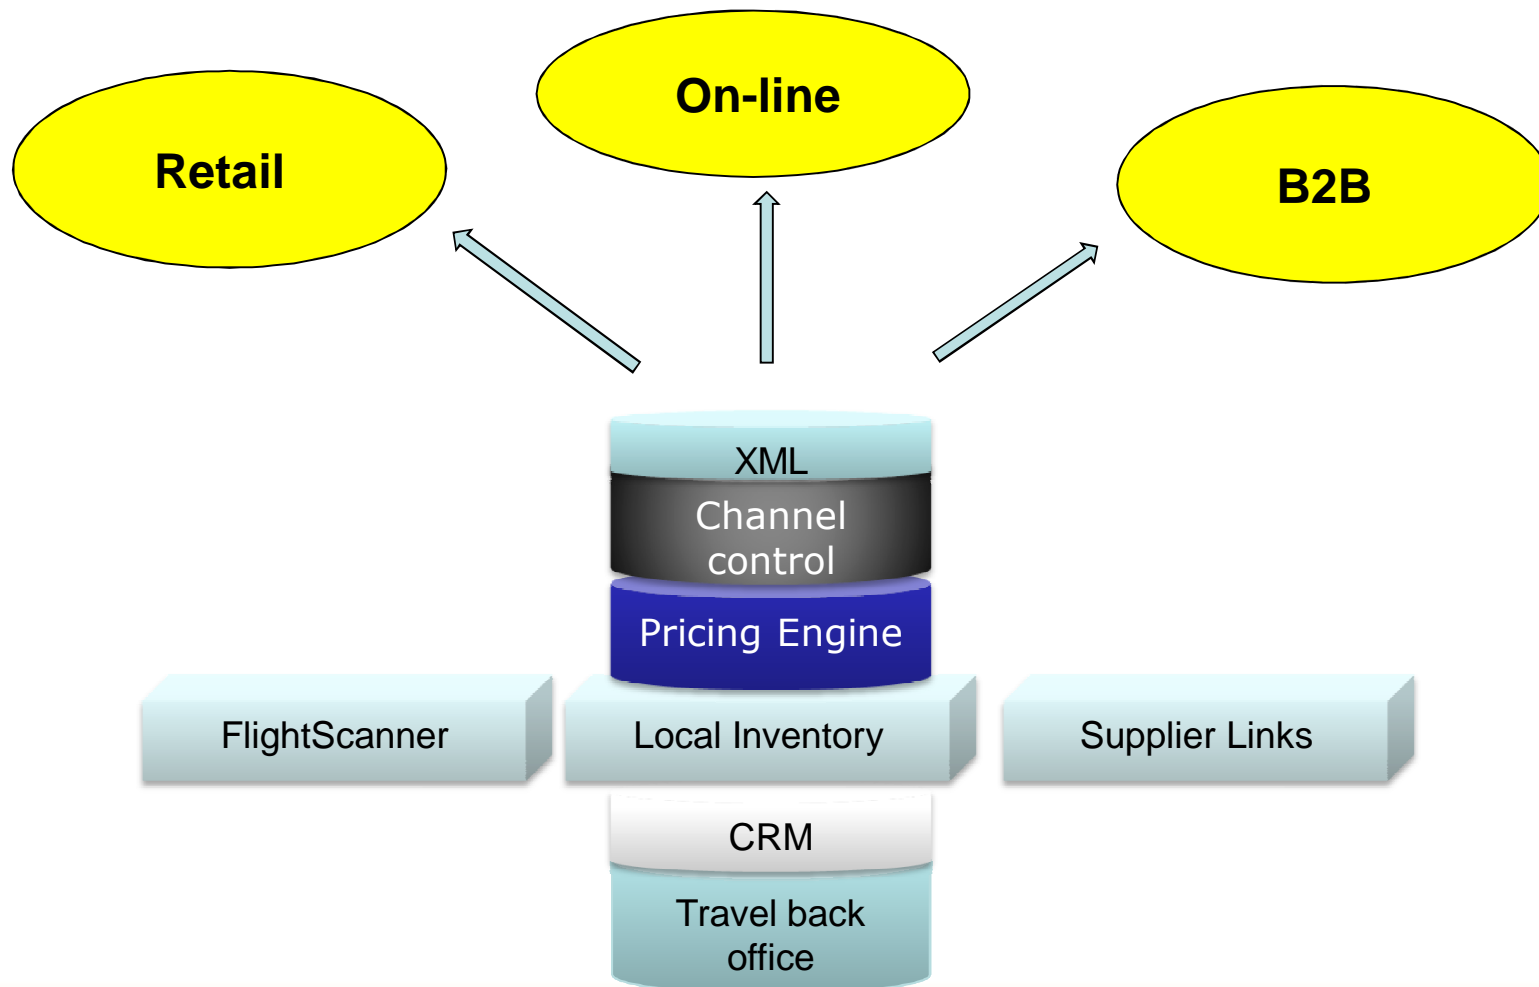 On-line
Retail
B2B
XML
Channel
control
Pricing Engine
FlightScanner
Local Inventory
Supplier Links
CRM
Travel back
office